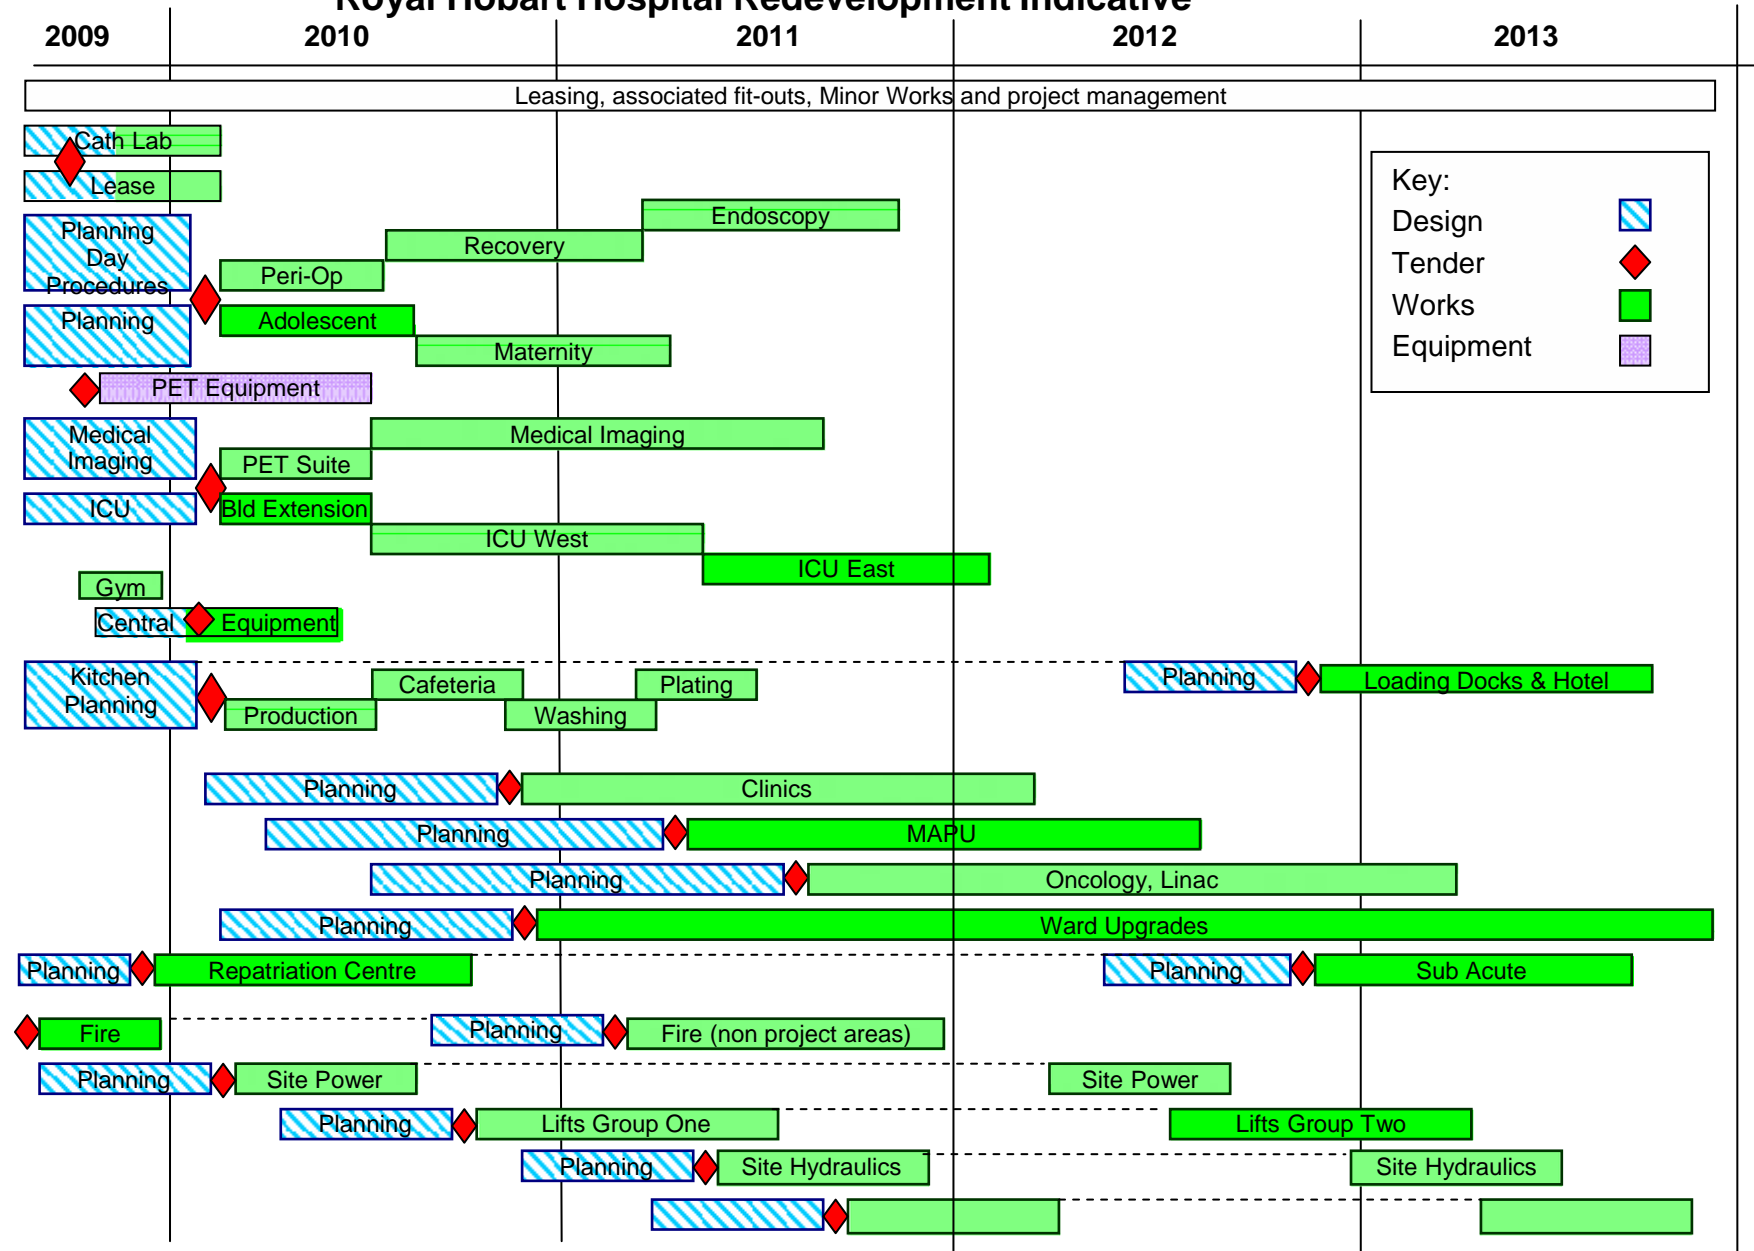 Royal Hobart Hospital Redevelopment Indicative
2009 2010 2011 2012 2013
Leasing, associated fit-outs, Minor Works and project management
Cath Lab
Lease
Key:
Design
Tender
Works
Equipment
Endoscopy
Recovery
Planning
Day
Procedures
Peri-Op
Planning
Adolescent
Maternity
PET Equipment
Medical
Imaging
Medical Imaging
PET Suite
ICU
Bld Extension
ICU West
ICU East
Gym
Central Equipment
Kitchen
Planning
Cafeteria
Plating
Planning
Loading Docks & Hotel
Production
Washing
Planning
Clinics
Planning
MAPU
Planning
Oncology, Linac
Planning
Ward Upgrades
Planning
Repatriation Centre
Planning
Sub Acute
Fire
Planning
Fire (non project areas)
Planning
Site Power
Site Power
Planning
Lifts Group One
Lifts Group Two
Planning
Site Hydraulics
Site Hydraulics